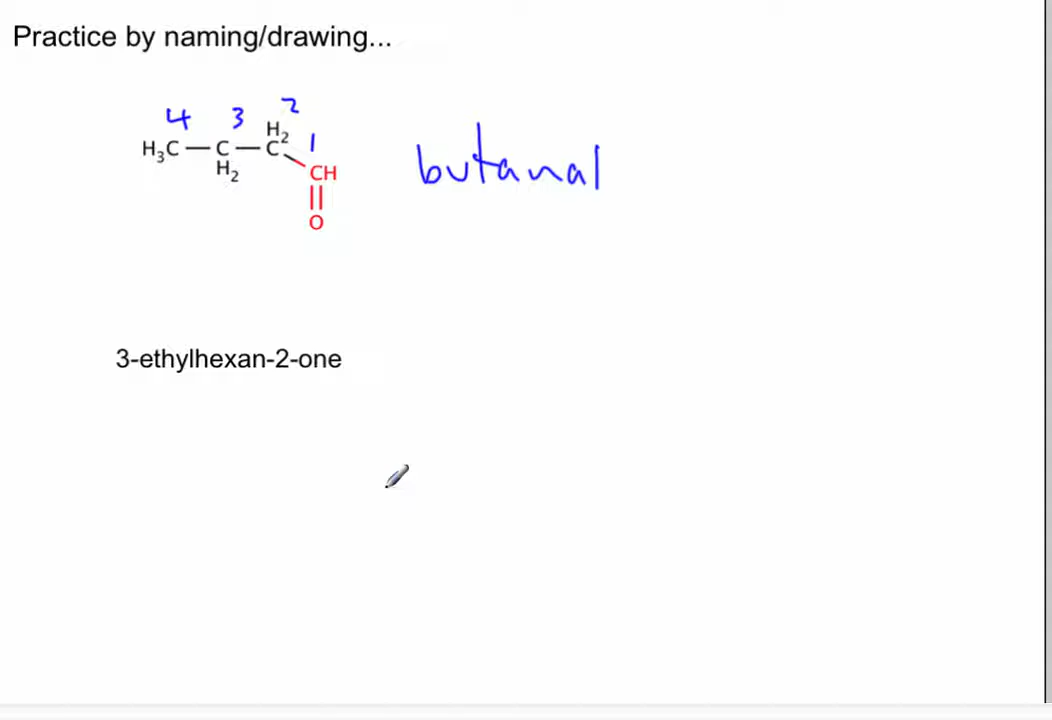 Practice by naming/drawing...
4 3 2 1
H₃C — C — C
H₂ H₂
CH
O
butanal
3-ethylhexan-2-one